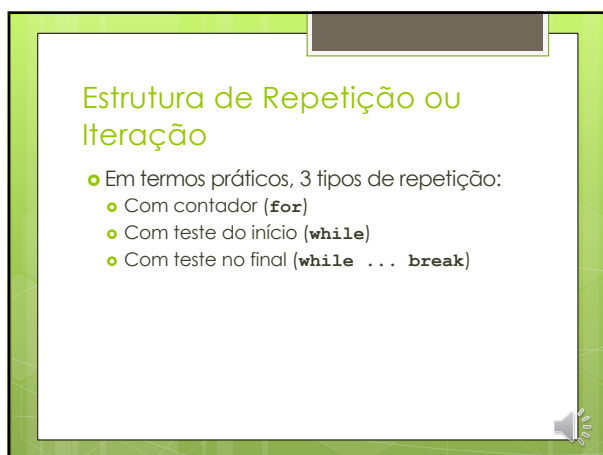 Estrutura de Repetição ou
Iteração
Em termos práticos, 3 tipos de repetição:
Com contador (for)
Com teste do início (while)
Com teste no final (while ... break)